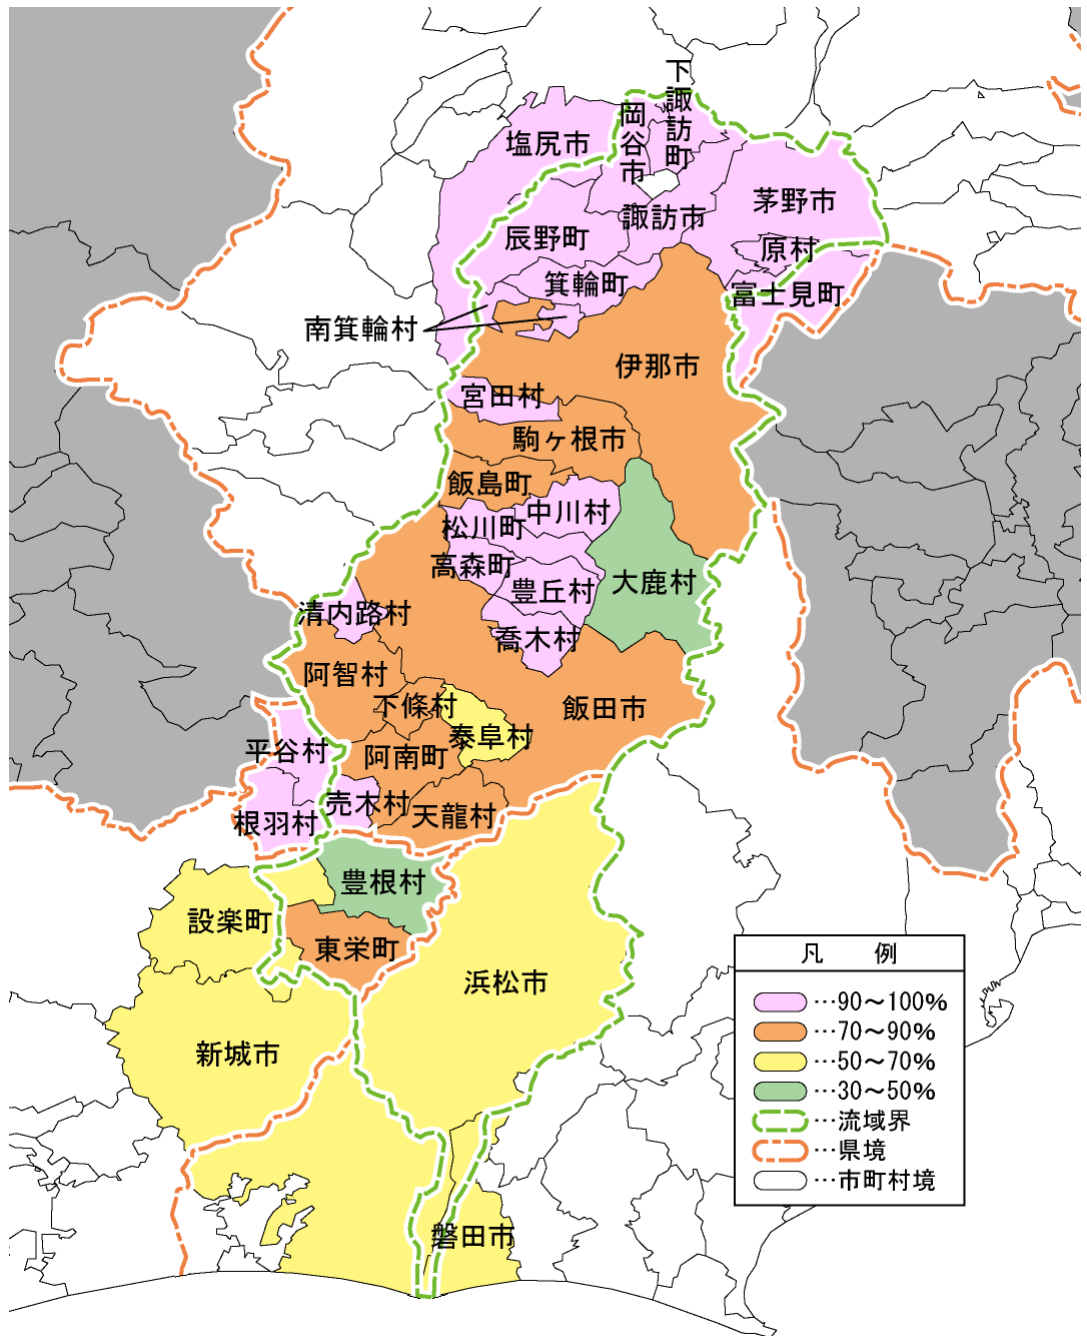 下諏訪町
岡谷市
塩尻市
茅野市
諏訪市
辰野町
原村
箕輪町
富士見町
南箕輪村
伊那市
宮田村
駒ヶ根市
飯島町
中川村
松川町
高森町
大鹿村
豊丘村
清内路村
喬木村
阿智村
下條村
飯田市
泰阜村
平谷村
阿南町
売木村
天龍村
根羽村
豊根村
設楽町
東栄町
浜松市
新城市
磐田市
凡 例
…90～100%
…70～90%
…50～70%
…30～50%
…流域界
…県境
…市町村境